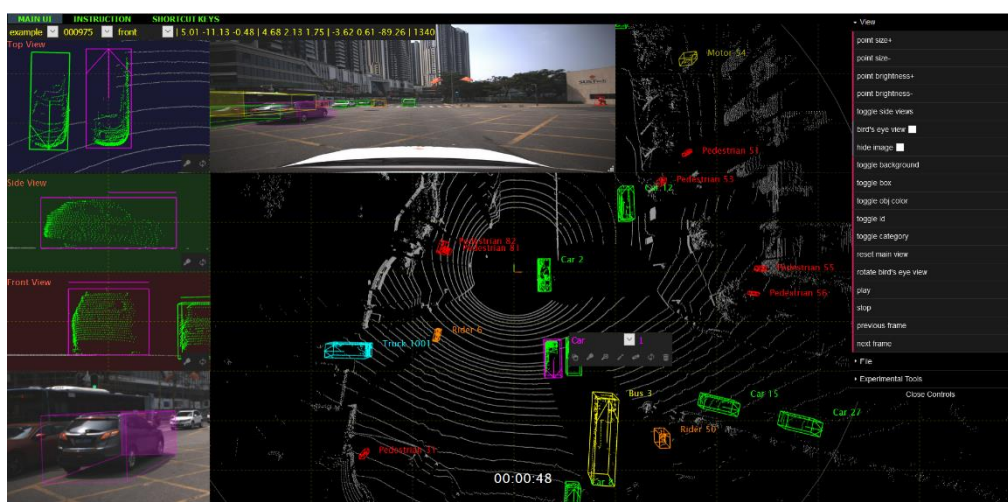 MAIN UI INSTRUCTION SHORTCUT KEYS
example 000975 front | 5.01 -11.13 -0.48 | 4.68 2.13 1.75 | -3.62 0.61 -89.26 | 1340
Top View
Side View
Front View
Motor 54
Pedestrian 51
Pedestrian 53
Car 12
Pedestrian 82
Pedestrian 81
Car 2
Pedestrian 55
Pedestrian 56
Rider 6
Truck 1001
Car 1
Bus 3
Car 15
Car 27
Rider 50
00:00:48
View
point size+
point size-
point brightness+
point brightness-
toggle side views
bird's eye view
hide image
toggle background
toggle box
toggle obj color
toggle id
toggle category
reset main view
rotate bird's eye view
play
stop
previous frame
next frame
File
Experimental Tools
Close Controls